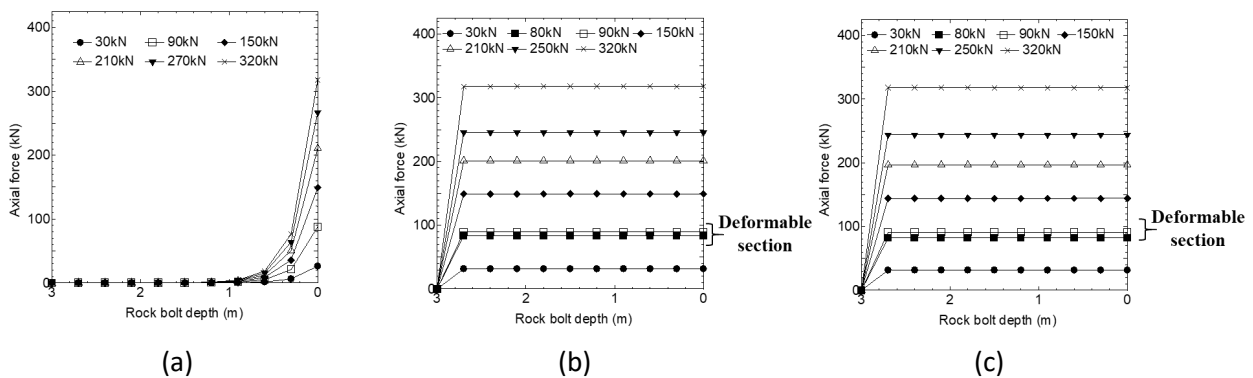 400
30kN 90kN 150kN
210kN 270kN 320kN
300
200
100
0
3 2 1 0
Axial force (kN)
Rock bolt depth (m)
(a)
400
30kN 80kN 90kN 150kN
210kN 250kN 320kN
300
200
100
0
3 2 1 0
Axial force (kN)
Rock bolt depth (m)
Deformable
section
(b)
400
30kN 80kN 90kN 150kN
210kN 250kN 320kN
300
200
100
0
3 2 1 0
Axial force (kN)
Rock bolt depth (m)
Deformable
section
(c)